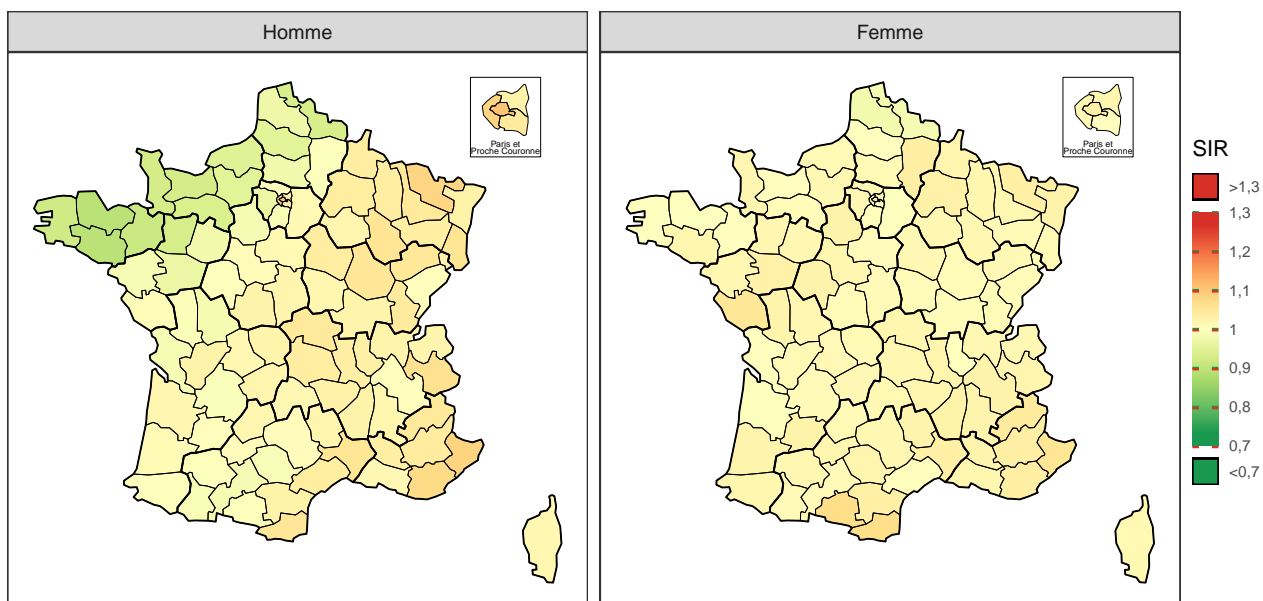 Homme
Femme
Paris et
Proche Couronne
Paris et
Proche Couronne
SIR
>1,3
1,3
1,2
1,1
1
0,9
0,8
0,7
<0,7